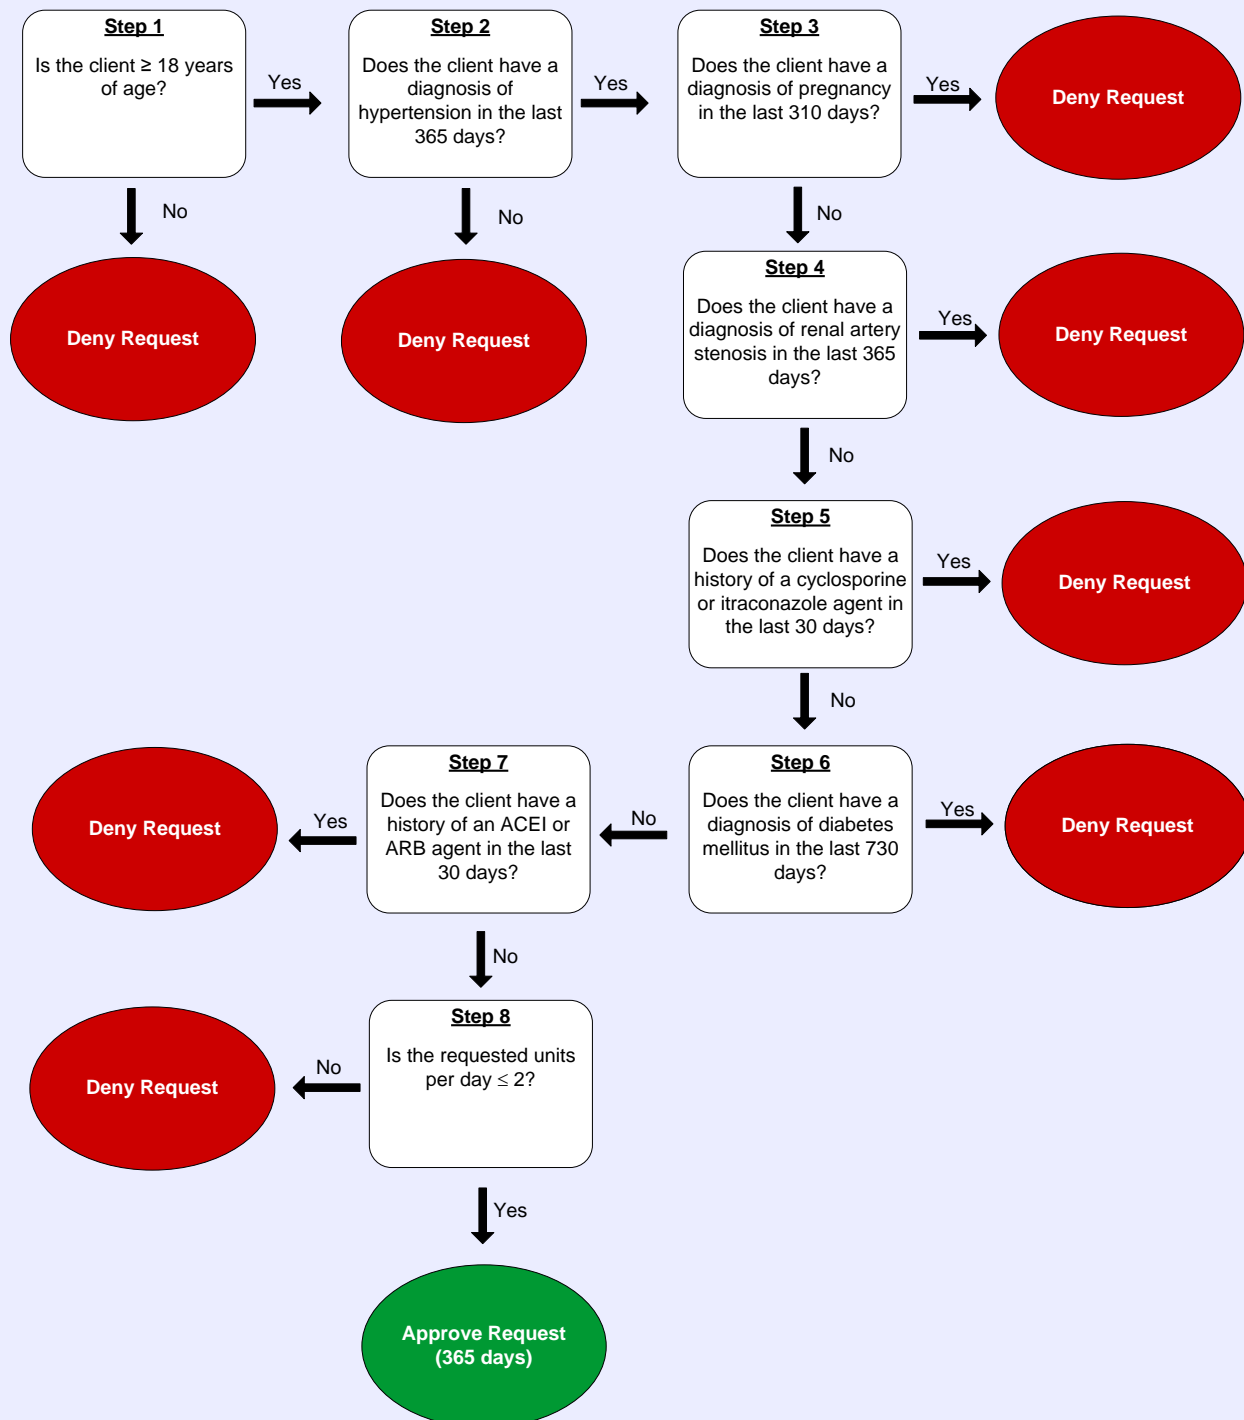 Step 1
Is the client ≥ 18 years
of age?
Yes
Step 2
Does the client have a
diagnosis of
hypertension in the last
365 days?
Yes
Step 3
Does the client have a
diagnosis of pregnancy
in the last 310 days?
Yes
Deny Request
No
No
No
Deny Request
Deny Request
Step 4
Does the client have a
diagnosis of renal artery
stenosis in the last 365
days?
Yes
Deny Request
No
Step 5
Does the client have a
history of a cyclosporine
or itraconazole agent in
the last 30 days?
Yes
Deny Request
No
Step 6
Does the client have a
diagnosis of diabetes
mellitus in the last 730
days?
Yes
Deny Request
No
Step 7
Does the client have a
history of an ACEI or
ARB agent in the last
30 days?
Yes
Deny Request
No
Step 8
Is the requested units
per day ≤ 2?
No
Deny Request
Yes
Approve Request
(365 days)